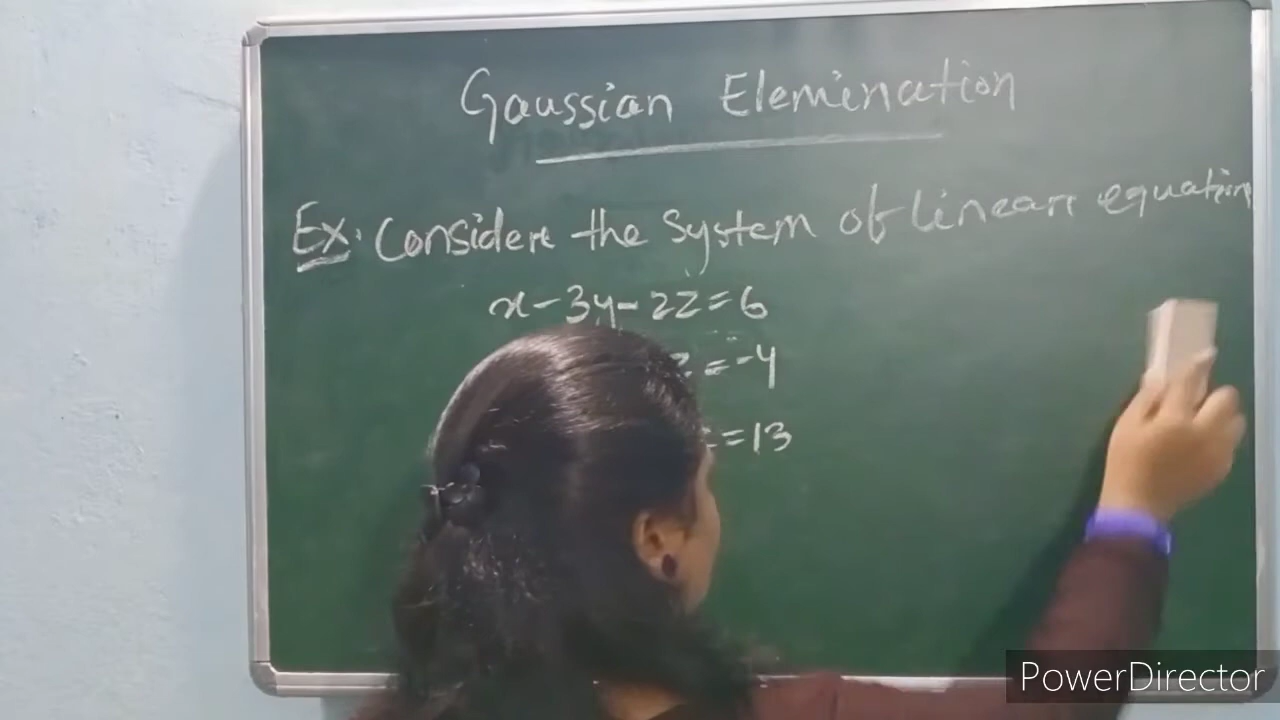 Gaussian Elemination
Ex. Consider the System of linear equation
x-3y-2z=6
z=-4
=13
PowerDirector